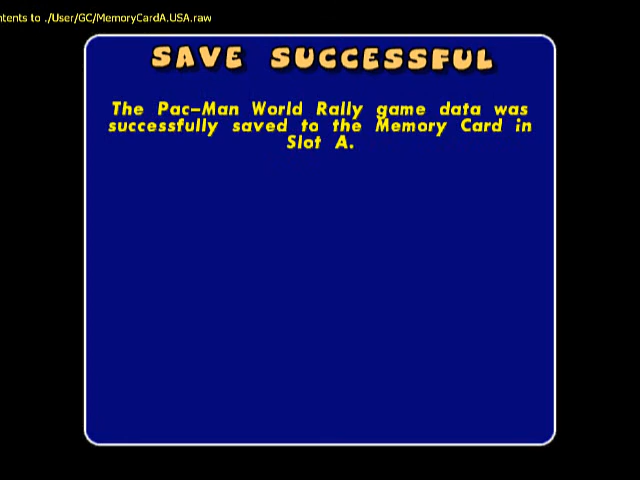 ntents to ./User/GC/MemoryCardA.USA.raw
SAVE SUCCESSFUL
The Pac-Man World Rally game data was
successfully saved to the Memory Card in
Slot A.